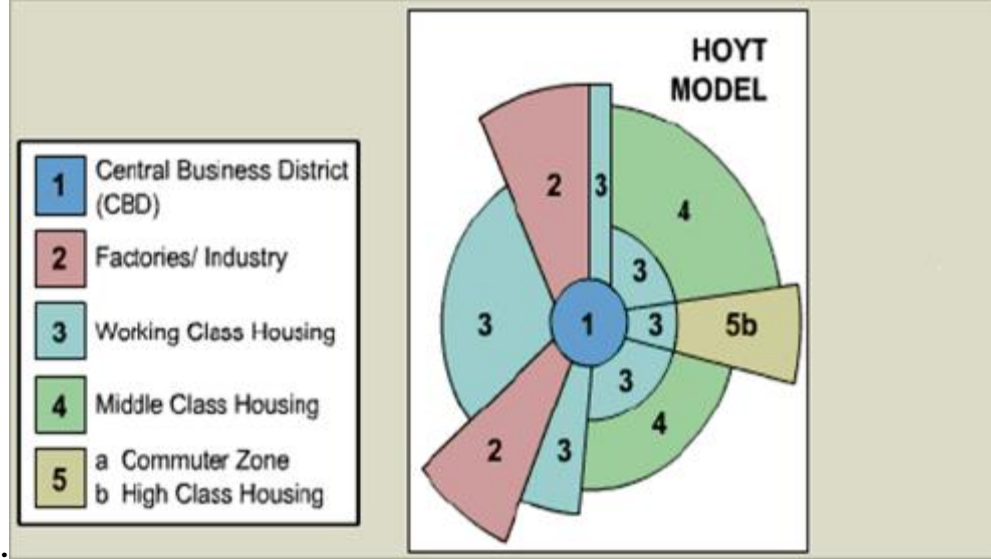 HOYT
MODEL
1 Central Business District
(CBD)
2 Factories/ Industry
3 Working Class Housing
4 Middle Class Housing
5 a Commuter Zone
b High Class Housing
2
3
4
3
3
1
3
5b
3
4
2
3